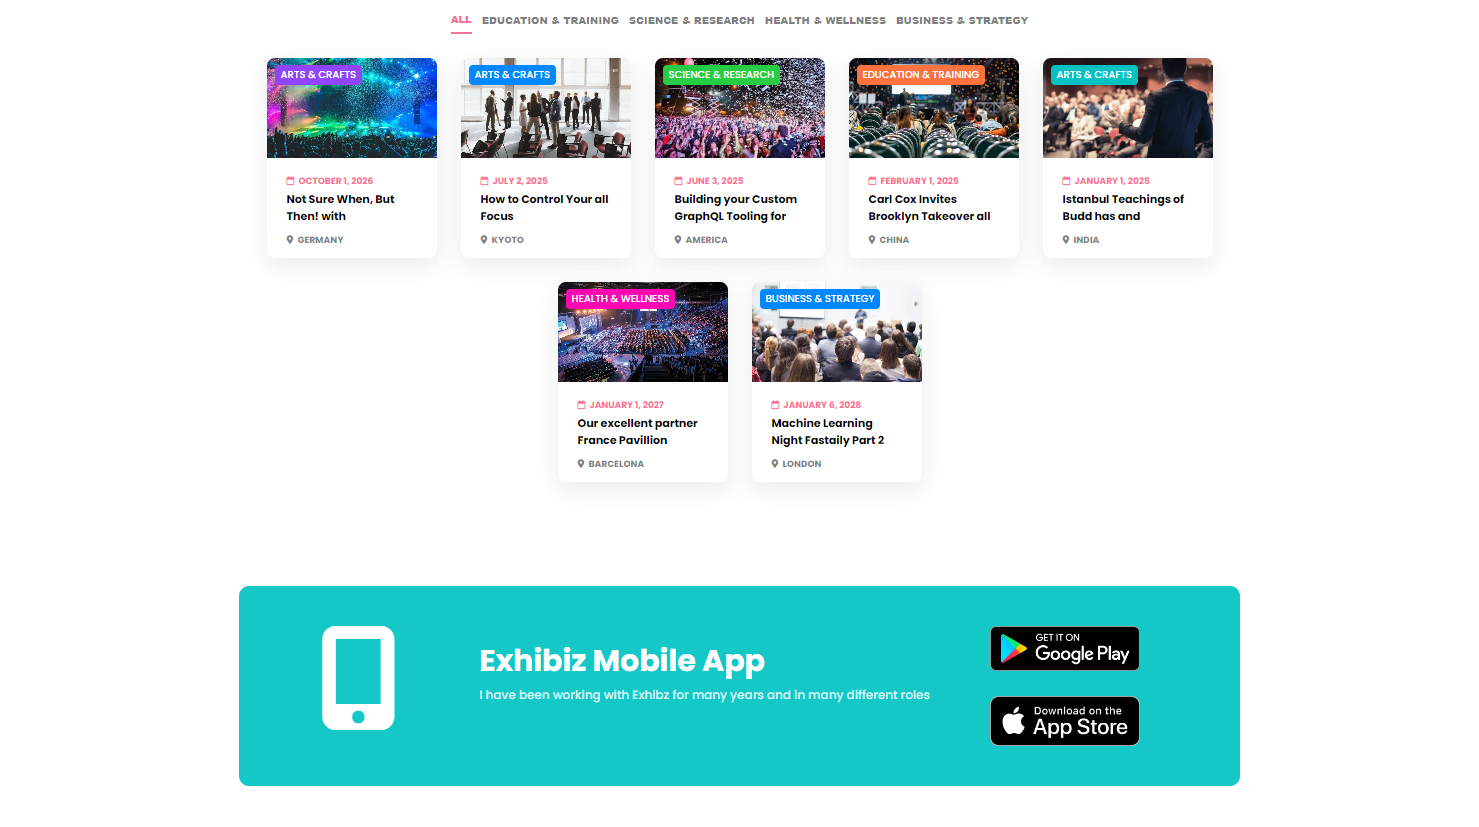 ALL EDUCATION & TRAINING SCIENCE & RESEARCH HEALTH & WELLNESS BUSINESS & STRATEGY
ARTS & CRAFTS
OCTOBER 1, 2026
Not Sure When, But
Then! with
GERMANY
ARTS & CRAFTS
JULY 2, 2025
How to Control Your all
Focus
KYOTO
SCIENCE & RESEARCH
JUNE 3, 2025
Building your Custom
GraphQL Tooling for
AMERICA
EDUCATION & TRAINING
FEBRUARY 1, 2025
Carl Cox Invites
Brooklyn Takeover all
CHINA
ARTS & CRAFTS
JANUARY 1, 2025
Istanbul Teachings of
Budd has and
INDIA
HEALTH & WELLNESS
JANUARY 1, 2027
Our excellent partner
France Pavillion
BARCELONA
BUSINESS & STRATEGY
JANUARY 6, 2028
Machine Learning
Night Fastaily Part 2
LONDON
Exhibiz Mobile App
I have been working with Exhibz for many years and in many different roles
GET IT ON
Google Play
Download on the
App Store